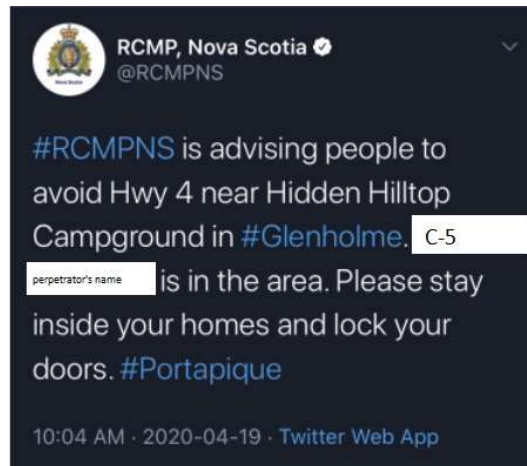 RCMP, Nova Scotia
@RCMPNS
#RCMPNS is advising people to
avoid Hwy 4 near Hidden Hilltop
Campground in #Glenholme. C-5
perpetrator's name is in the area. Please stay
inside your homes and lock your
doors. #Portapique
10:04 AM · 2020-04-19 · Twitter Web App